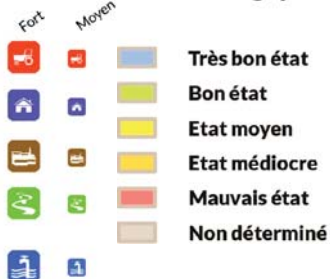 Fort
Moyen
Très bon état
Bon état
Etat moyen
Etat médiocre
Mauvais état
Non déterminé